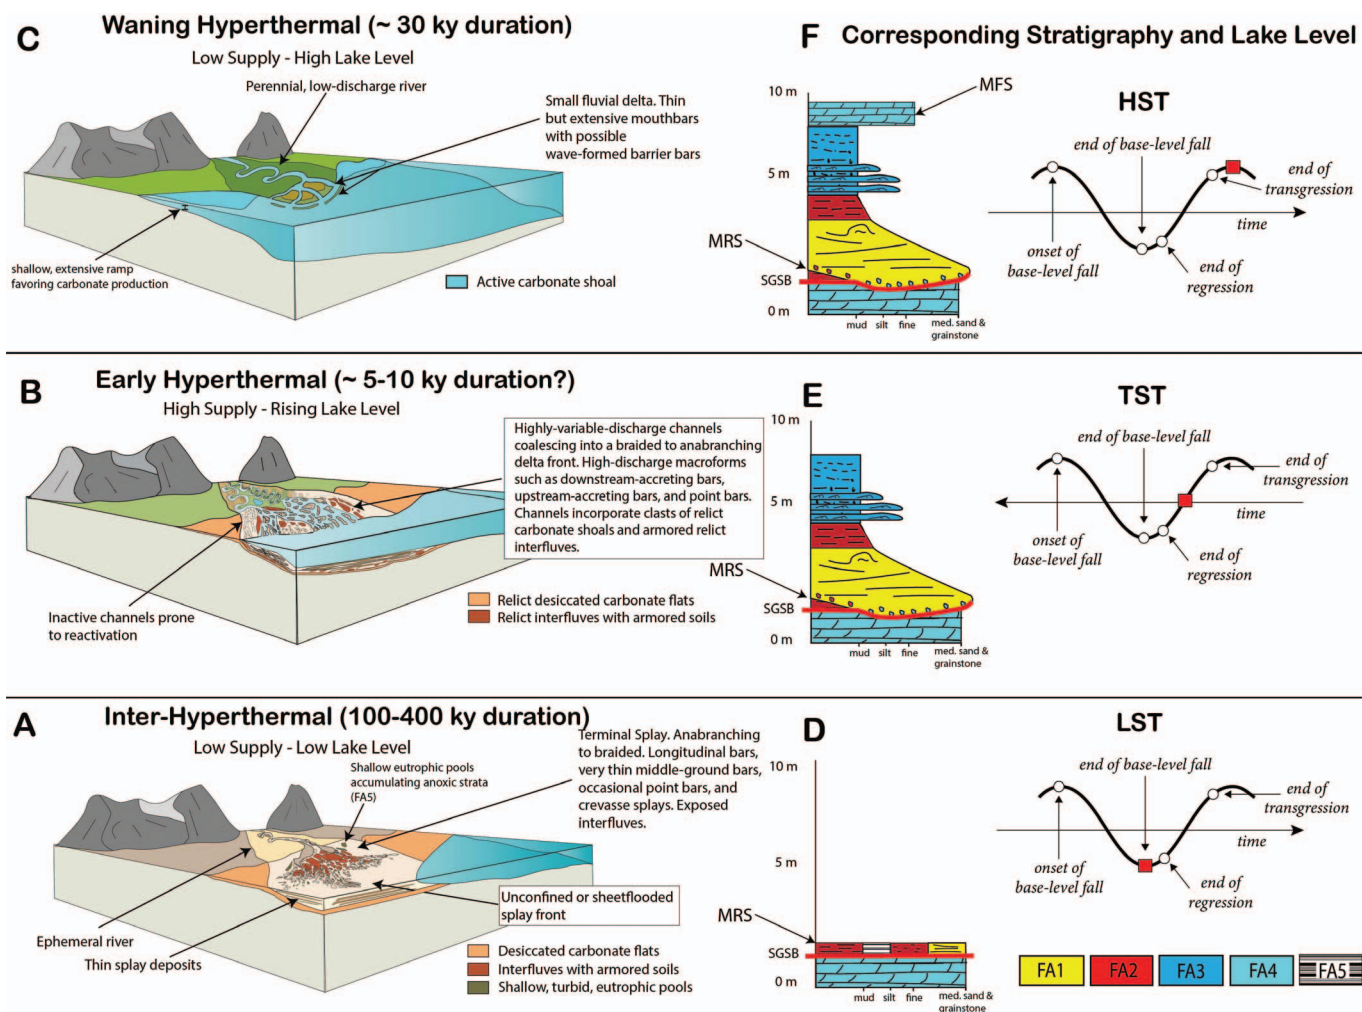 C
Waning Hyperthermal (~ 30 ky duration)
Low Supply - High Lake Level
Perennial, low-discharge river
Small fluvial delta. Thin
but extensive mouthbars
with possible
wave-formed barrier bars
shallow, extensive ramp
favoring carbonate production
Active carbonate shoal
F
Corresponding Stratigraphy and Lake Level
10 m
MFS
5 m
MRS
SGSB
0 m
mud
silt
fine
med. sand &
grainstone
HST
end of base-level fall
end of
transgression
time
onset of
base-level fall
end of
regression
B
Early Hyperthermal (~ 5-10 ky duration?)
High Supply - Rising Lake Level
Highly-variable-discharge channels
coalescing into a braided to anabranching
delta front. High-discharge macroforms
such as downstream-accreting bars,
upstream-accreting bars, and point bars.
Channels incorporate clasts of relict
carbonate shoals and armored relict
interfluves.
Inactive channels prone
to reactivation
Relict desiccated carbonate flats
Relict interfluves with armored soils
E
10 m
5 m
MRS
SGSB
0 m
mud
silt
fine
med. sand &
grainstone
TST
end of base-level fall
end of
transgression
time
onset of
base-level fall
end of
regression
A
Inter-Hyperthermal (100-400 ky duration)
Low Supply - Low Lake Level
Shallow eutrophic pools
accumulating anoxic strata
(FA5)
Terminal Splay. Anabranching
to braided. Longitudinal bars,
very thin middle-ground bars,
occasional point bars, and
crevasse splays. Exposed
interfluves.
Unconfined or sheetflooded
splay front
Ephemeral river
Thin splay deposits
Desiccated carbonate flats
Interfluves with armored soils
Shallow, turbid, eutrophic pools
D
10 m
5 m
MRS
SGSB
0 m
mud
silt
fine
med. sand &
grainstone
LST
end of base-level fall
end of
transgression
time
onset of
base-level fall
end of
regression
FA1
FA2
FA3
FA4
FA5